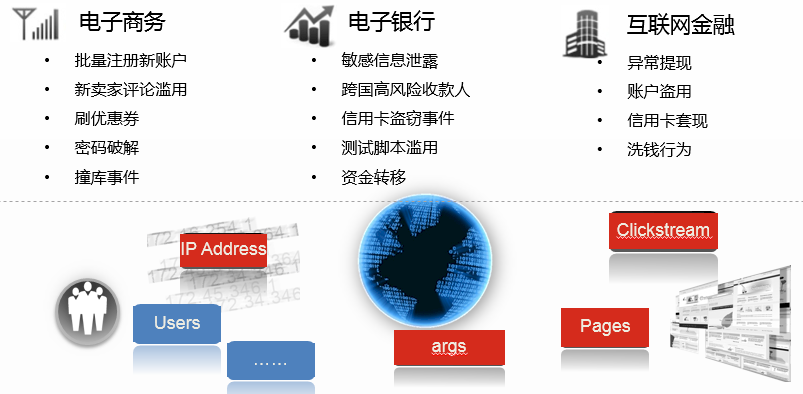 电子商务
批量注册新账户
新卖家评论滥用
刷优惠券
密码破解
撞库事件
电子银行
敏感信息泄露
跨国高风险收款人
信用卡盗窃事件
测试脚本滥用
资金转移
互联网金融
异常提现
账户盗用
信用卡套现
洗钱行为
IP Address
Users
……
args
Clickstream
Pages